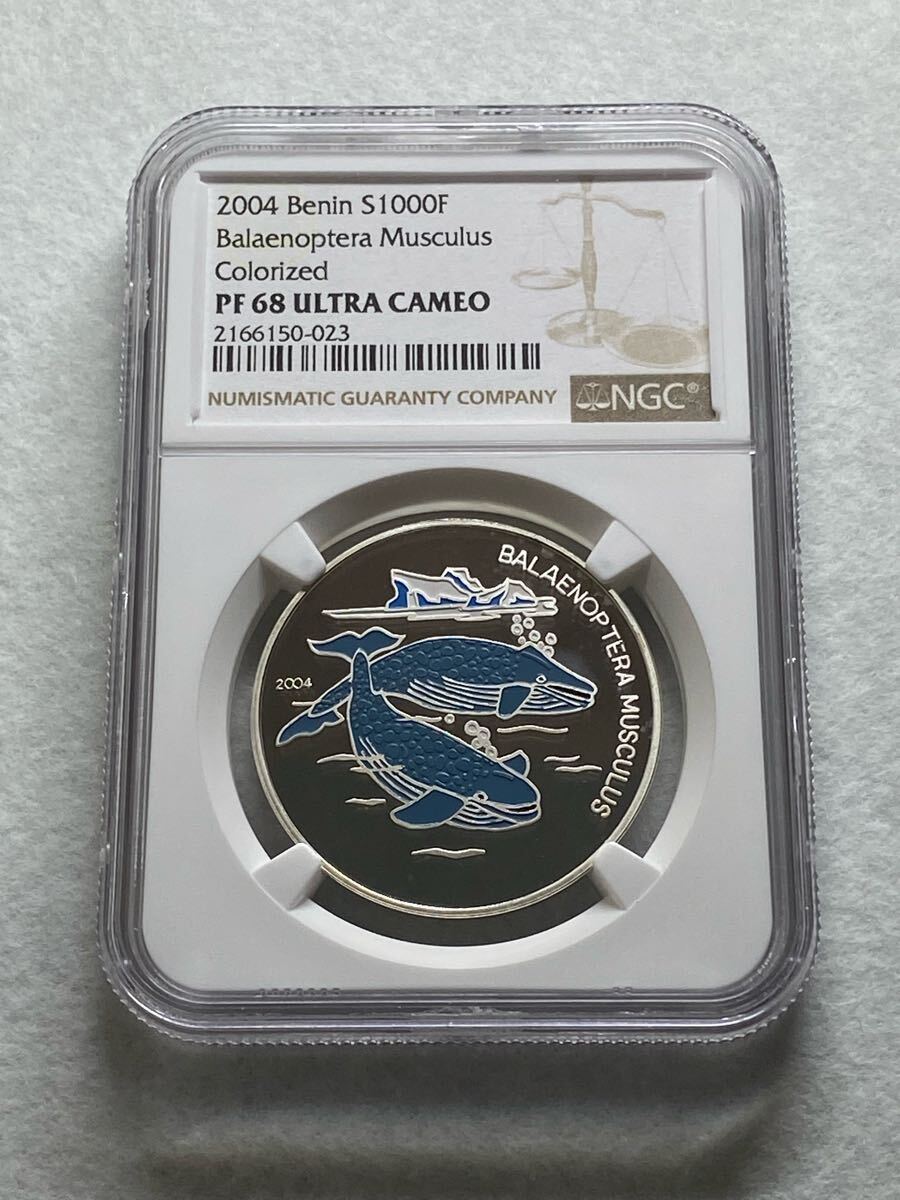 2004 Benin S1000F
Balaenoptera Musculus
Colorized
PF 68 ULTRA CAMEO
2166150-023
NUMISMATIC GUARANTY COMPANY
NGC®
BALAENOPTERA MUSCULUS
2004